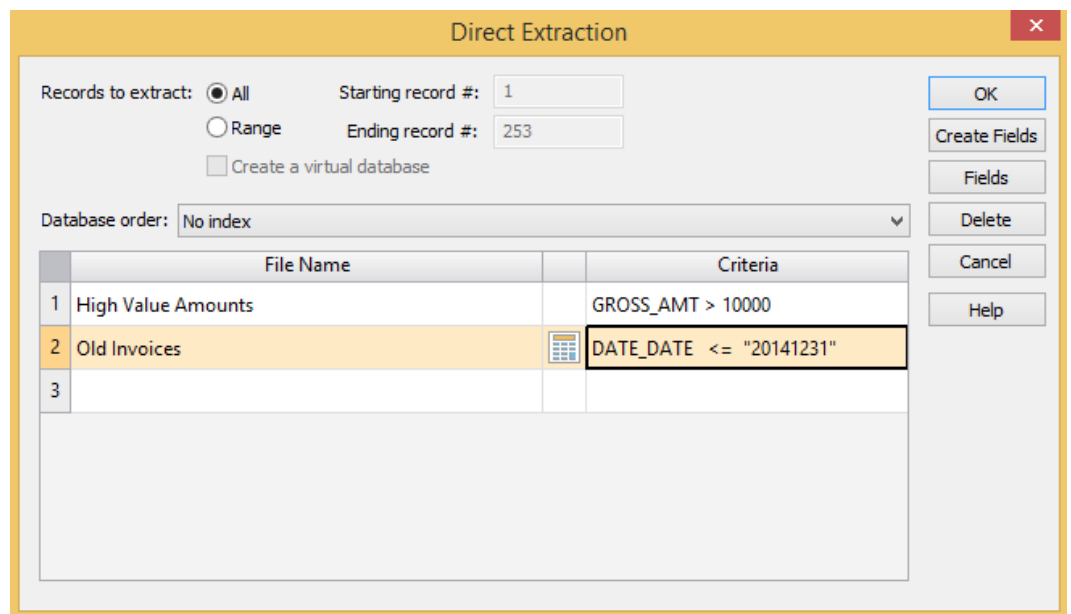 Direct Extraction
Records to extract: All Starting record #: 1 OK
Range Ending record #: 253 Create Fields
Create a virtual database Fields
Database order: No index Delete
File Name Criteria Cancel
1 High Value Amounts GROSS_AMT > 10000 Help
2 Old Invoices DATE_DATE <= "20141231"
3